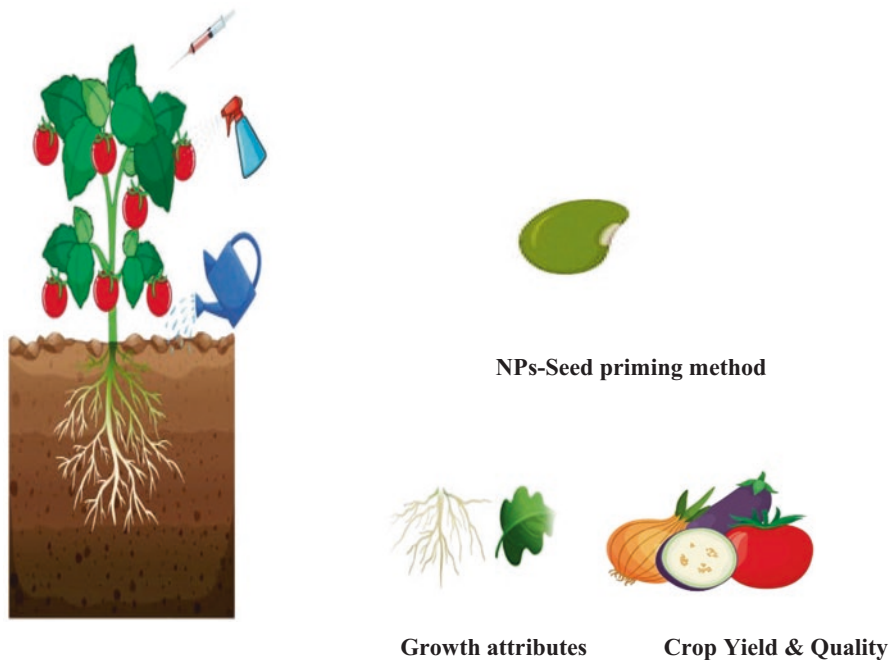 NPs-Seed priming method
Growth attributes
Crop Yield & Quality